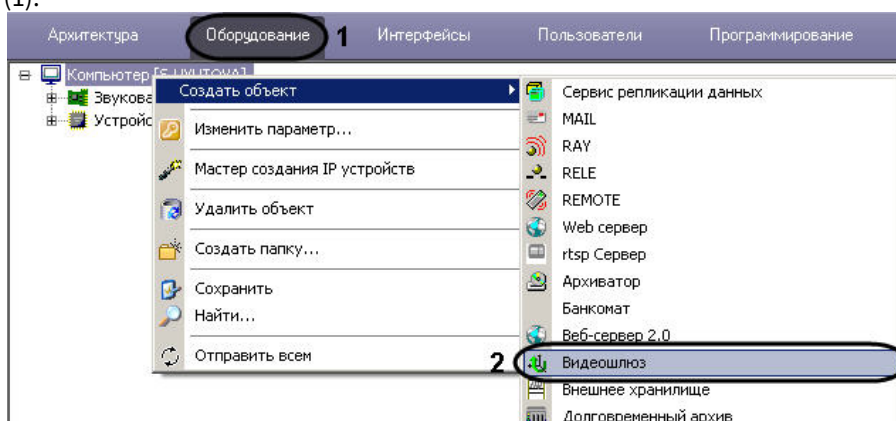 (1).
Архитектура Оборудование 1 Интерфейсы Пользователи Программирование
Компьютер
Создать объект
Изменить параметр...
Мастер создания IP устройств
Удалить объект
Создать папку...
Сохранить
Найти...
Отправить всем
Сервис репликации данных
MAIL
RAY
RELE
REMOTE
Web сервер
rtsp Сервер
Архиватор
Банкомат
Веб-сервер 2.0
2 Видеошлюз
Внешнее хранилище
Долговременный архив